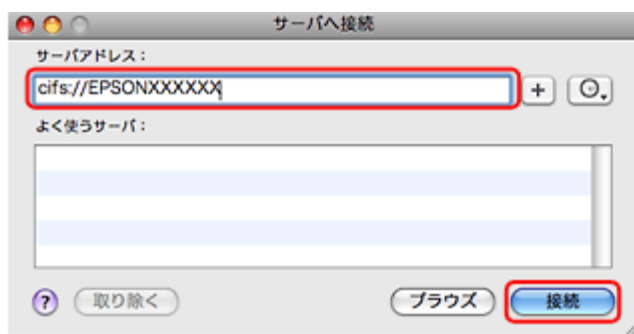 サーバへ接続
サーバアドレス：
cifs://EPSONXXXXXX
+
よく使うサーバ：
? 取り除く ブラウズ 接続